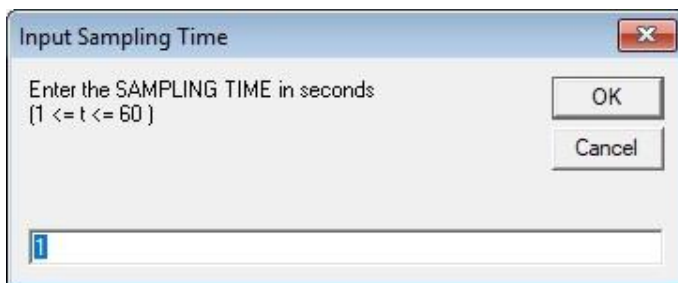 Input Sampling Time
Enter the SAMPLING TIME in seconds
(1 <= t <= 60 )
OK
Cancel
1